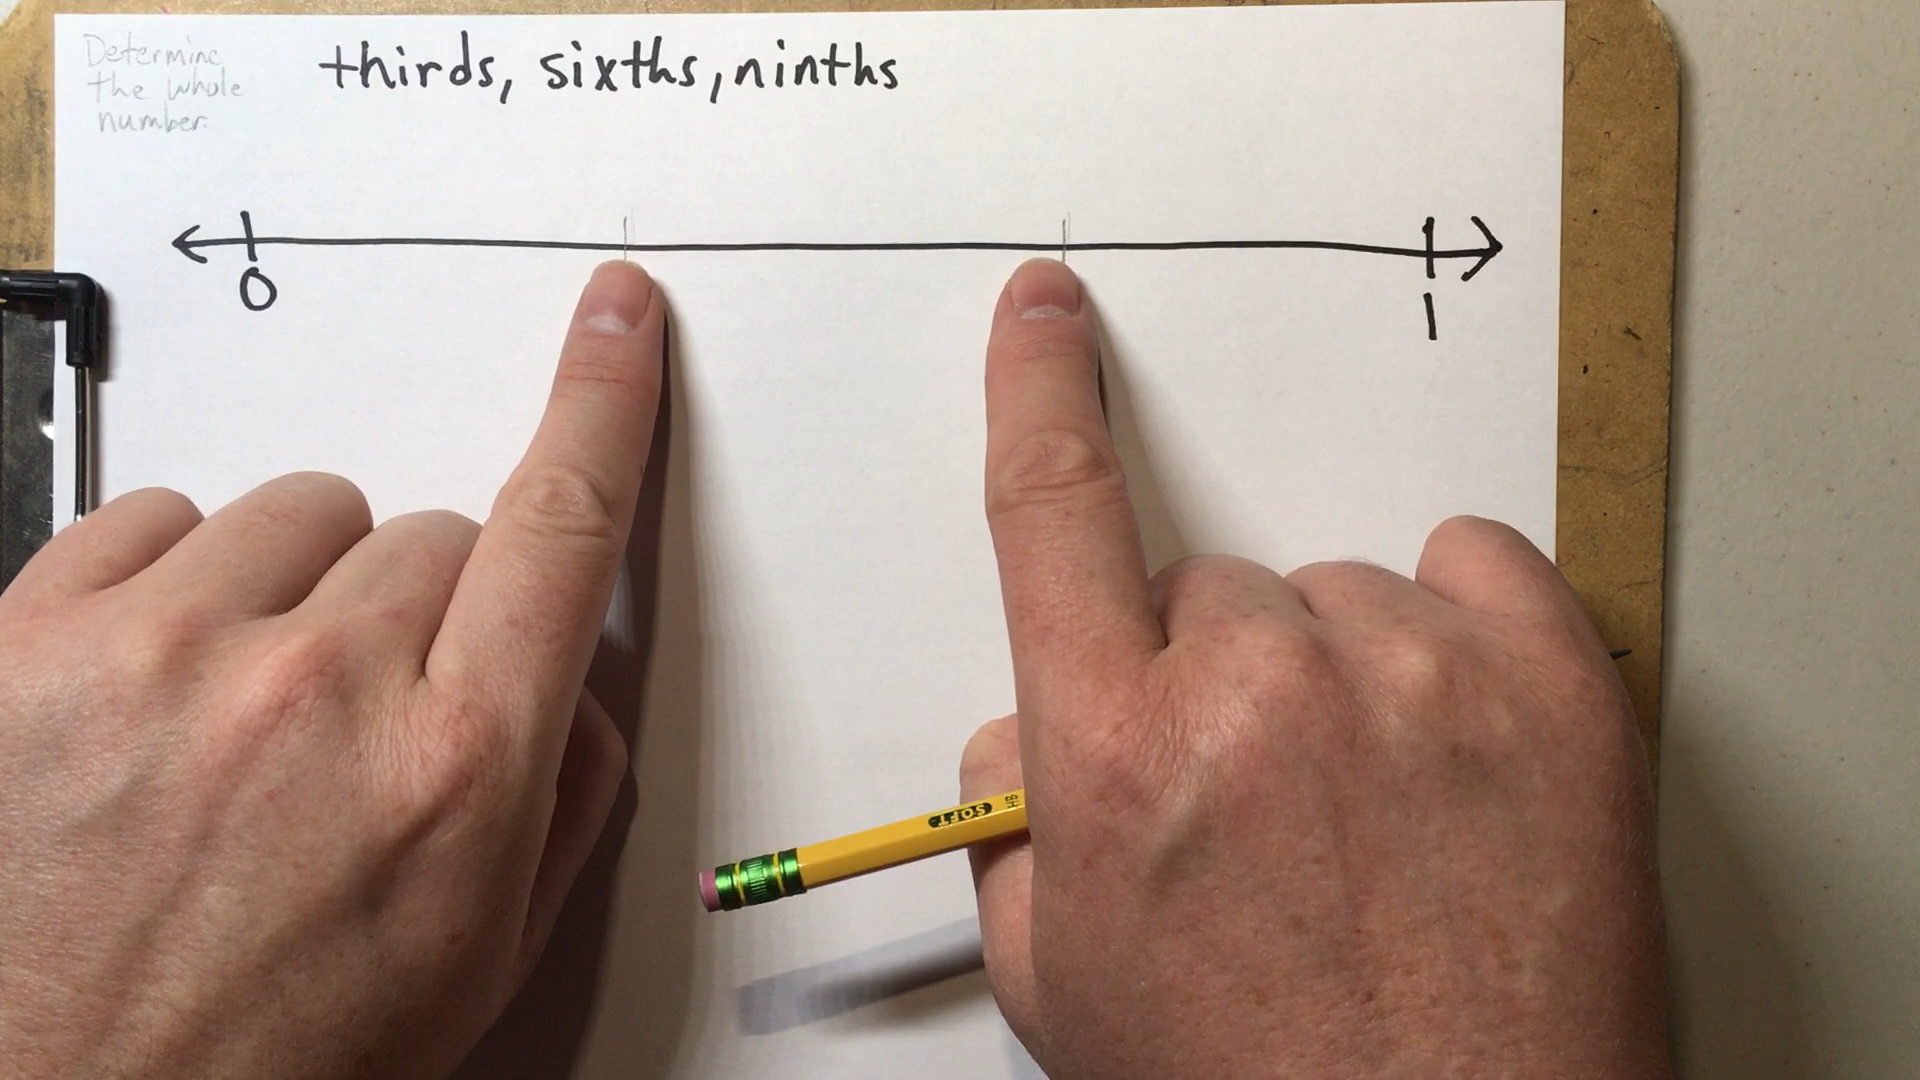 Determine
the whole
number.
thirds, sixths, ninths
0
1
SOFT
HB